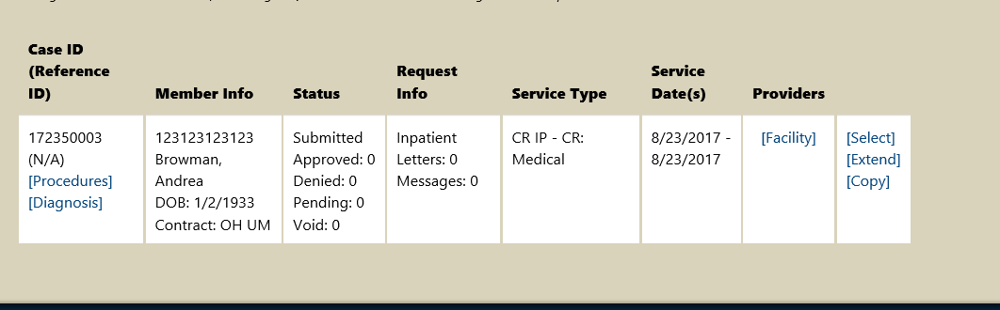 Case ID
(Reference
ID)
Member Info
Status
Request
Info
Service Type
Service
Date(s)
Providers
172350003
(N/A)
[Procedures]
[Diagnosis]
123123123123
Browman,
Andrea
DOB: 1/2/1933
Contract: OH UM
Submitted
Approved: 0
Denied: 0
Pending: 0
Void: 0
Inpatient
Letters: 0
Messages: 0
CR IP - CR:
Medical
8/23/2017 -
8/23/2017
[Facility]
[Select]
[Extend]
[Copy]